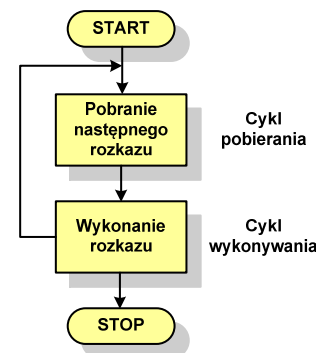 START
Pobranie
następnego
rozkazu
Cykl
pobierania
Wykonanie
rozkazu
Cykl
wykonywania
STOP